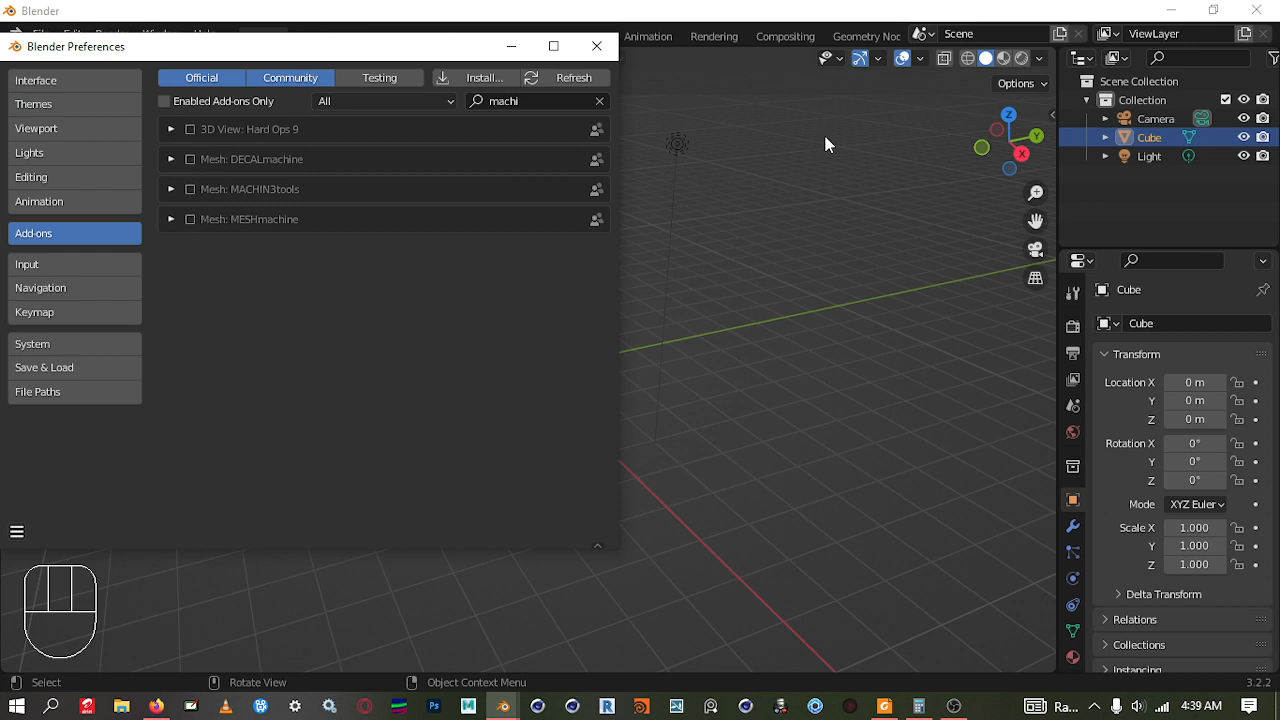 Blender
Animation
Rendering
Compositing
Geometry Noc
Scene
ViewLayer
Blender Preferences
Options
Interface
Themes
Viewport
Lights
Editing
Animation
Add-ons
Input
Navigation
Keymap
System
Save & Load
File Paths
Official
Community
Testing
Install...
Refresh
Enabled Add-ons Only
All
machi
3D View: Hard Ops 9
Mesh: DECALmachine
Mesh: MACHIN3tools
Mesh: MESHmachine
Z
Y
X
Scene Collection
Collection
Camera
Cube
Light
Cube
Cube
Transform
Location X 0 m
Y 0 m
Z 0 m
Rotation X 0°
Y 0°
Z 0°
Mode XYZ Euler
Scale X 1.000
Y 1.000
Z 1.000
Delta Transform
Relations
Collections
Select
Rotate View
Object Context Menu
3.2.2
Ra...
4:39 AM